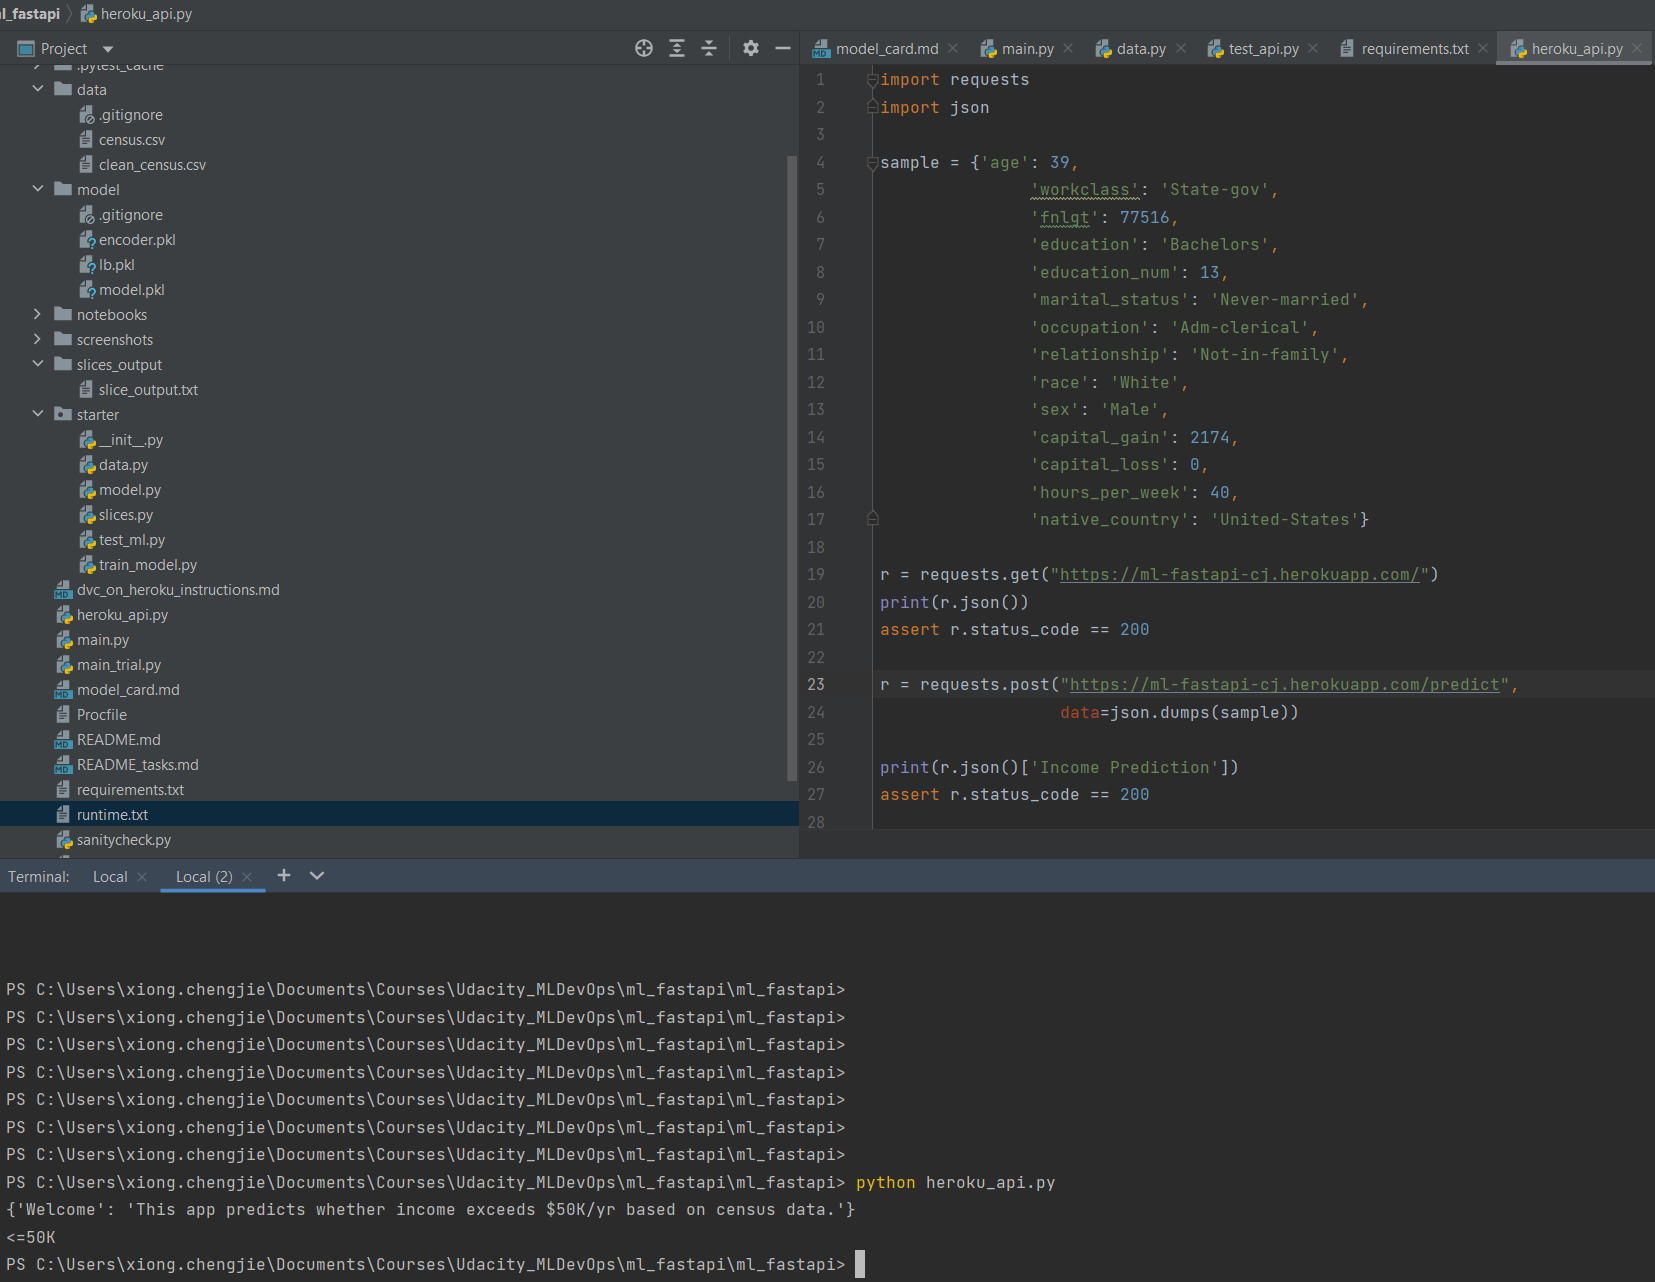 l_fastapi heroku_api.py
Project
model_card.md main.py data.py test_api.py requirements.txt heroku_api.py
.pytest_cache
data
.gitignore
census.csv
clean_census.csv
model
.gitignore
encoder.pkl
lb.pkl
model.pkl
notebooks
screenshots
slices_output
slice_output.txt
starter
__init__.py
data.py
model.py
slices.py
test_ml.py
train_model.py
dvc_on_heroku_instructions.md
heroku_api.py
main.py
main_trial.py
model_card.md
Procfile
README.md
README_tasks.md
requirements.txt
runtime.txt
sanitycheck.py
1 import requests
2 import json
3
4 sample = {'age': 39,
5 'workclass': 'State-gov',
6 'fnlgt': 77516,
7 'education': 'Bachelors',
8 'education_num': 13,
9 'marital_status': 'Never-married',
10 'occupation': 'Adm-clerical',
11 'relationship': 'Not-in-family',
12 'race': 'White',
13 'sex': 'Male',
14 'capital_gain': 2174,
15 'capital_loss': 0,
16 'hours_per_week': 40,
17 'native_country': 'United-States'}
18
19 r = requests.get("https://ml-fastapi-cj.herokuapp.com/")
20 print(r.json())
21 assert r.status_code == 200
22
23 r = requests.post("https://ml-fastapi-cj.herokuapp.com/predict",
24 data=json.dumps(sample))
25
26 print(r.json()['Income Prediction'])
27 assert r.status_code == 200
28
Terminal: Local Local (2)
PS C:\Users\xiong.chengjie\Documents\Courses\Udacity_MLDevOps\ml_fastapi\ml_fastapi>
PS C:\Users\xiong.chengjie\Documents\Courses\Udacity_MLDevOps\ml_fastapi\ml_fastapi>
PS C:\Users\xiong.chengjie\Documents\Courses\Udacity_MLDevOps\ml_fastapi\ml_fastapi>
PS C:\Users\xiong.chengjie\Documents\Courses\Udacity_MLDevOps\ml_fastapi\ml_fastapi>
PS C:\Users\xiong.chengjie\Documents\Courses\Udacity_MLDevOps\ml_fastapi\ml_fastapi>
PS C:\Users\xiong.chengjie\Documents\Courses\Udacity_MLDevOps\ml_fastapi\ml_fastapi>
PS C:\Users\xiong.chengjie\Documents\Courses\Udacity_MLDevOps\ml_fastapi\ml_fastapi>
PS C:\Users\xiong.chengjie\Documents\Courses\Udacity_MLDevOps\ml_fastapi\ml_fastapi> python heroku_api.py
{'Welcome': 'This app predicts whether income exceeds $50K/yr based on census data.'}
<=50K
PS C:\Users\xiong.chengjie\Documents\Courses\Udacity_MLDevOps\ml_fastapi\ml_fastapi>